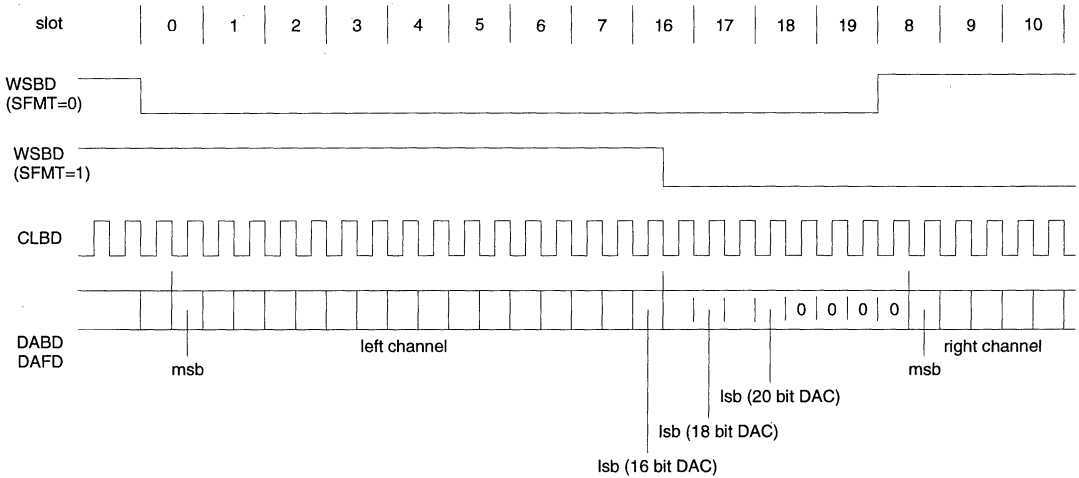 slot 0 1 2 3 4 5 6 7 16 17 18 19 8 9 10
WSBD
(SFMT=0)
WSBD
(SFMT=1)
CLBD
0 0 0 0
DABD
DAFD
left channel
right channel
msb
msb
lsb (20 bit DAC)
lsb (18 bit DAC)
lsb (16 bit DAC)